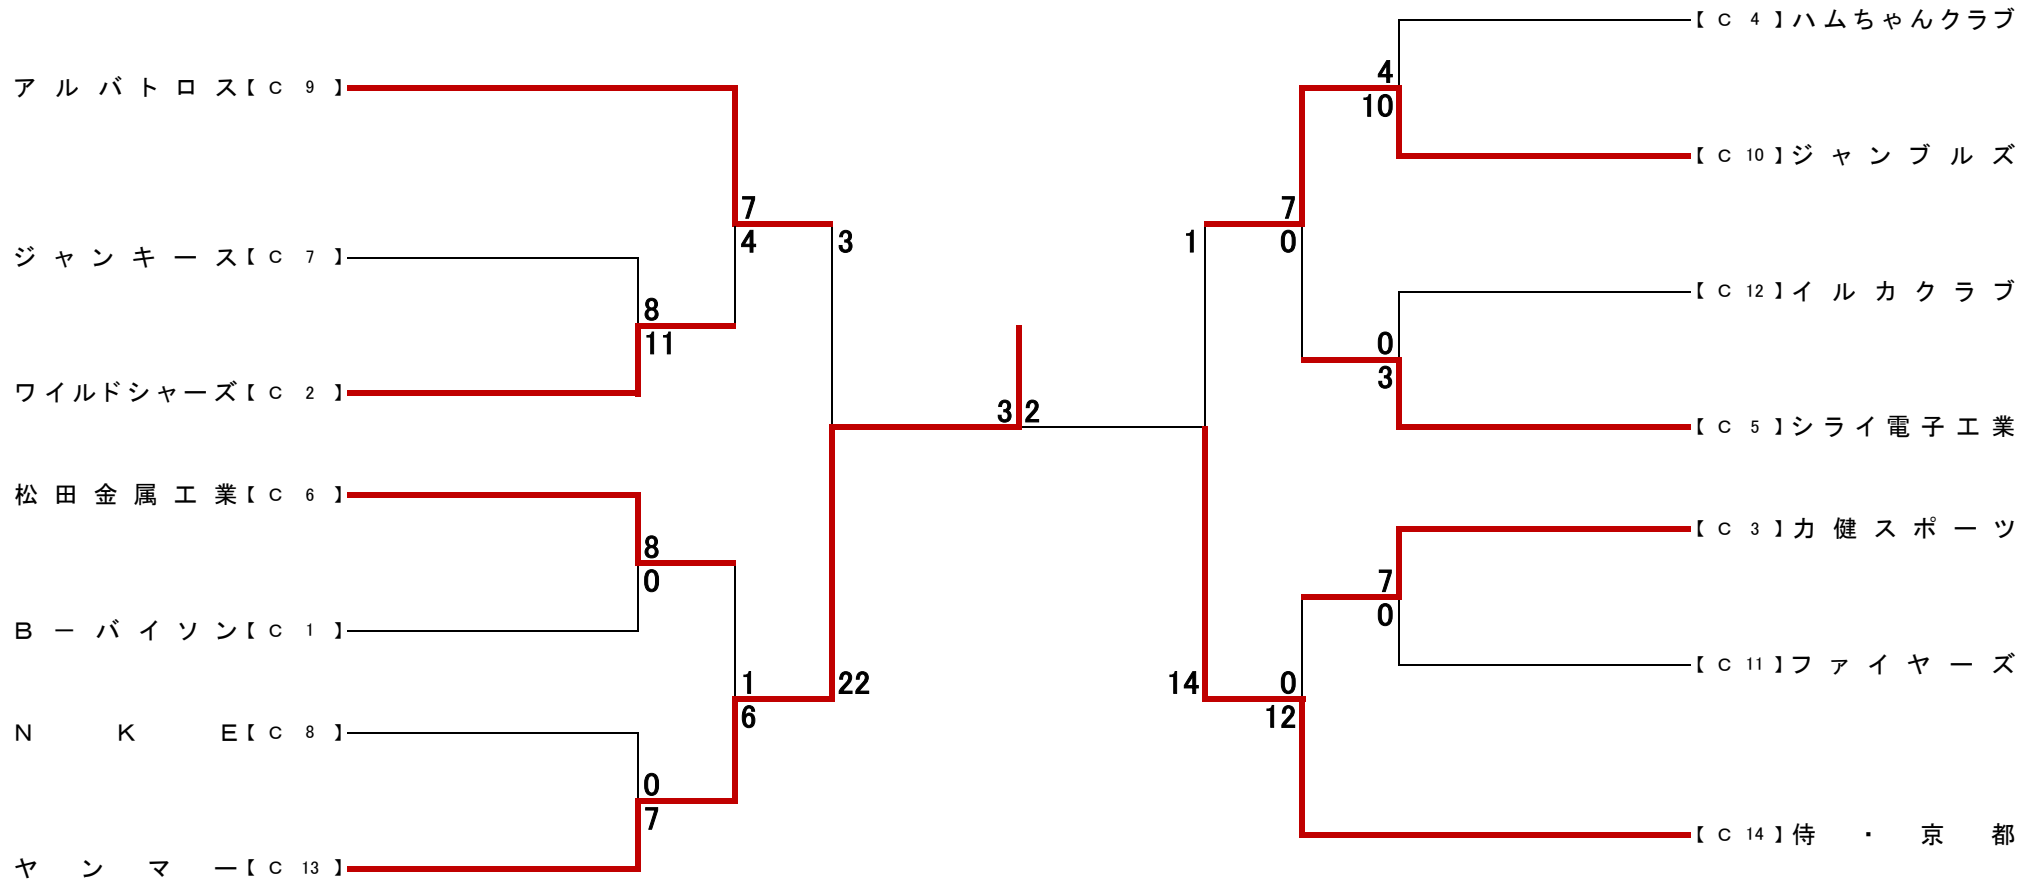 アルバトロス【 C 9 】
ジャンキース【 C 7 】
ワイルドシャーズ【 C 2 】
松田金属工業【 C 6 】
B－バイソン【 C 1 】
NKE【 C 8 】
ヤンマー【 C 13 】
7
4
8
11
8
0
0
7
1
6
3
22
3 2
1
14
7
0
0
12
4
10
0
3
7
0
【 C 4 】ハムちゃんクラブ
【 C 10 】ジャンブルズ
【 C 12 】イルカクラブ
【 C 5 】シライ電子工業
【 C 3 】力健スポーツ
【 C 11 】ファイヤーズ
【 C 14 】侍・京都